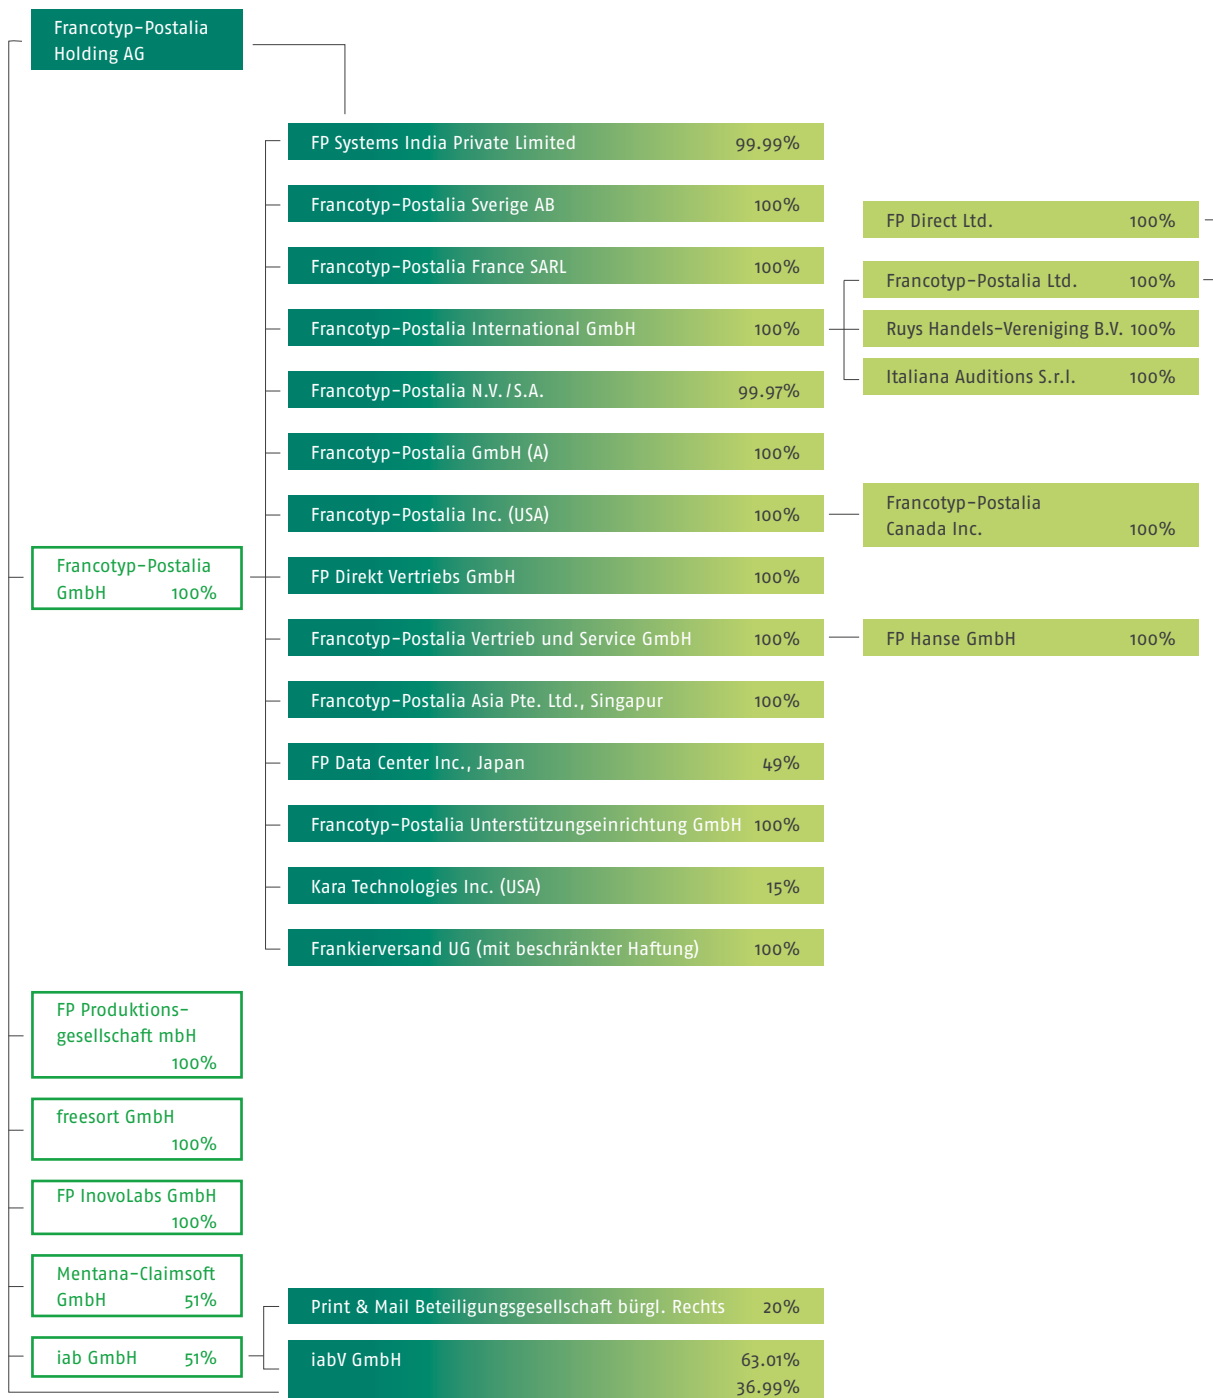 Francotyp-Postalia
Holding AG
FP Systems India Private Limited 99.99%
Francotyp-Postalia Sverige AB 100%
FP Direct Ltd. 100%
Francotyp-Postalia France SARL 100%
Francotyp-Postalia Ltd. 100%
Francotyp-Postalia International GmbH 100%
Ruys Handels-Vereniging B.V. 100%
Francotyp-Postalia N.V./S.A. 99.97%
Italiana Auditions S.r.l. 100%
Francotyp-Postalia GmbH (A) 100%
Francotyp-Postalia Inc. (USA) 100%
Francotyp-Postalia
Canada Inc. 100%
Francotyp-Postalia
GmbH 100%
FP Direkt Vertriebs GmbH 100%
Francotyp-Postalia Vertrieb und Service GmbH 100%
FP Hanse GmbH 100%
Francotyp-Postalia Asia Pte. Ltd., Singapur 100%
FP Data Center Inc., Japan 49%
Francotyp-Postalia Unterstützungseinrichtung GmbH 100%
Kara Technologies Inc. (USA) 15%
Frankierversand UG (mit beschränkter Haftung) 100%
FP Produktions-
gesellschaft mbH
100%
freesort GmbH
100%
FP InovoLabs GmbH
100%
Mentana-Claimsoft
GmbH 51%
Print & Mail Beteiligungsgesellschaft bürgl. Rechts 20%
iab GmbH 51%
iabV GmbH 63.01%
36.99%